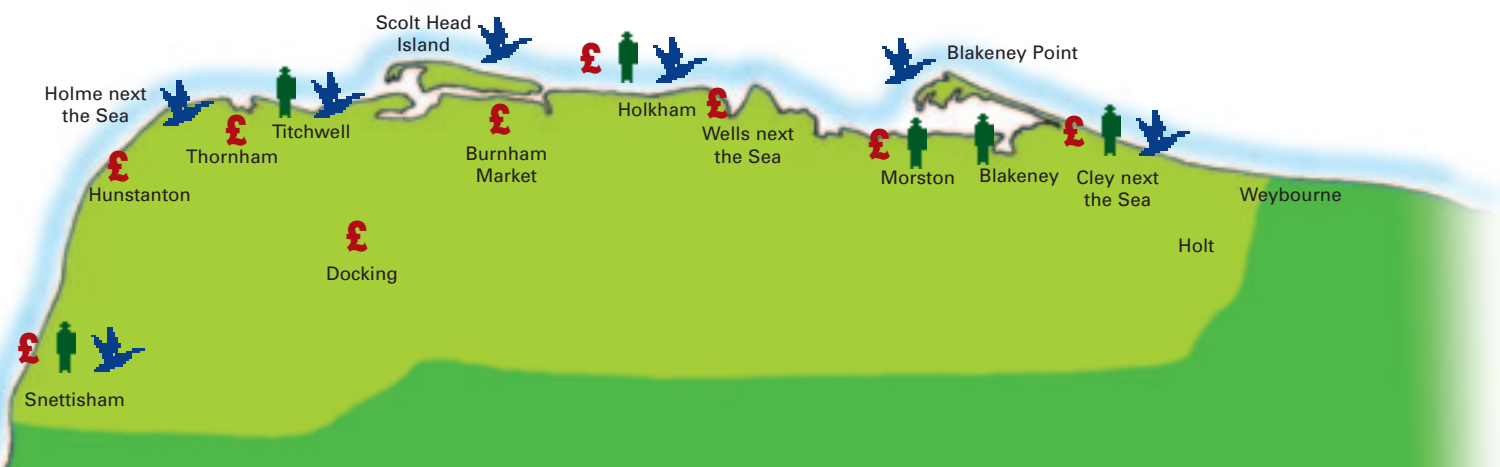 Scolt Head
Island
£
Blakeney Point
Holme next
the Sea
£
Thornham
Titchwell
£
Burnham
Market
Holkham
£
Wells next
the Sea
£
Morston
Blakeney
£
Cley next
the Sea
£
Hunstanton
Weybourne
Holt
£
Docking
£
Snettisham